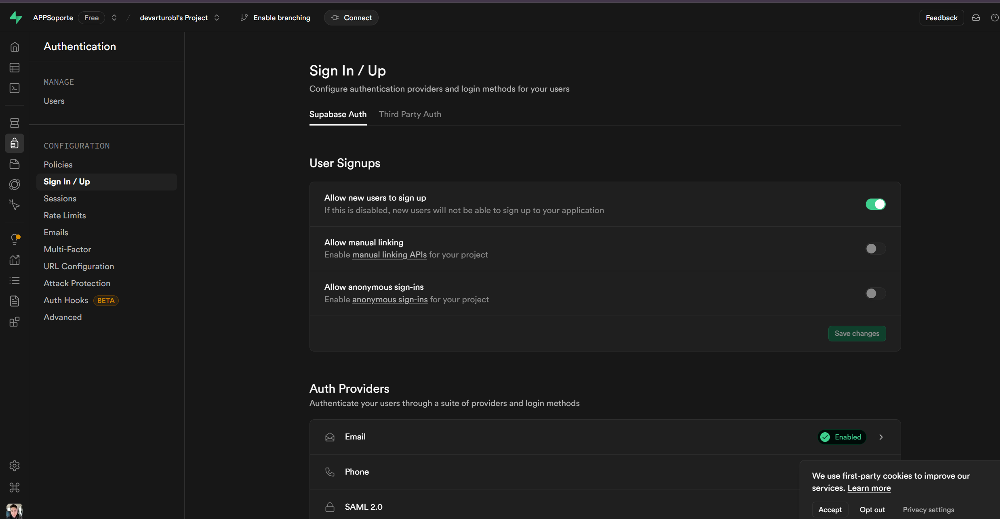 APPSoporte Free / devarturobl's Project Enable branching Connect Feedback
Authentication
MANAGE
Users
CONFIGURATION
Policies
Sign In / Up
Sessions
Rate Limits
Emails
Multi-Factor
URL Configuration
Attack Protection
Auth Hooks BETA
Advanced
Sign In / Up
Configure authentication providers and login methods for your users
Supabase Auth Third Party Auth
User Signups
Allow new users to sign up
If this is disabled, new users will not be able to sign up to your application
Allow manual linking
Enable manual linking APIs for your project
Allow anonymous sign-ins
Enable anonymous sign-ins for your project
Save changes
Auth Providers
Authenticate your users through a suite of providers and login methods
Email Enabled
Phone
SAML 2.0
We use first-party cookies to improve our
services. Learn more
Accept Opt out Privacy settings